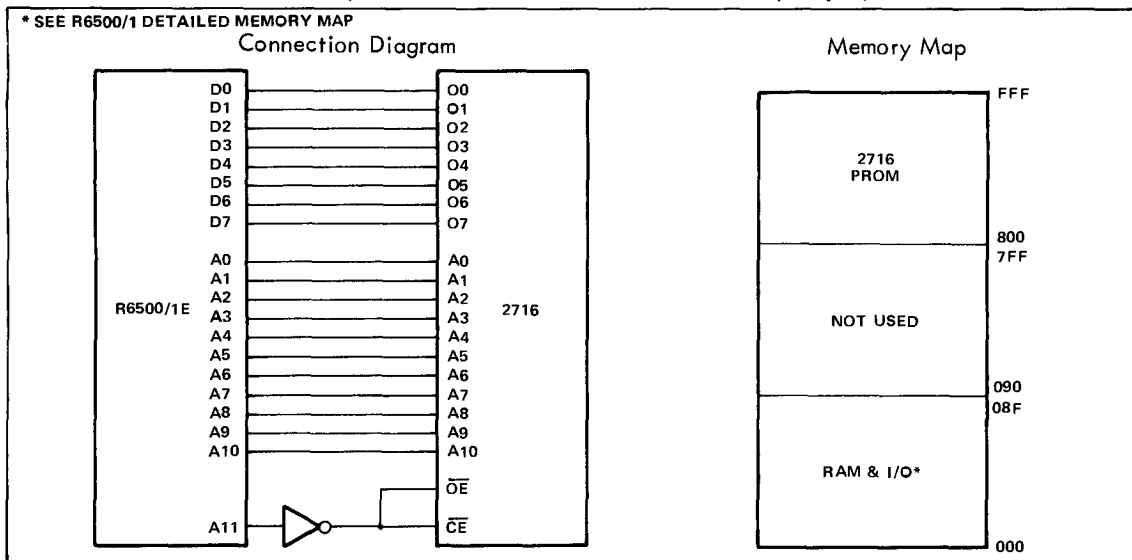 * SEE R6500/1 DETAILED MEMORY MAP
Connection Diagram
Memory Map
R6500/1E
D0
D1
D2
D3
D4
D5
D6
D7
A0
A1
A2
A3
A4
A5
A6
A7
A8
A9
A10
A11
O0
O1
O2
O3
O4
O5
O6
O7
A0
A1
A2
A3
A4
A5
A6
A7
A8
A9
A10
OE
CE
2716
FFF
2716
PROM
800
7FF
NOT USED
090
08F
RAM & I/O*
000